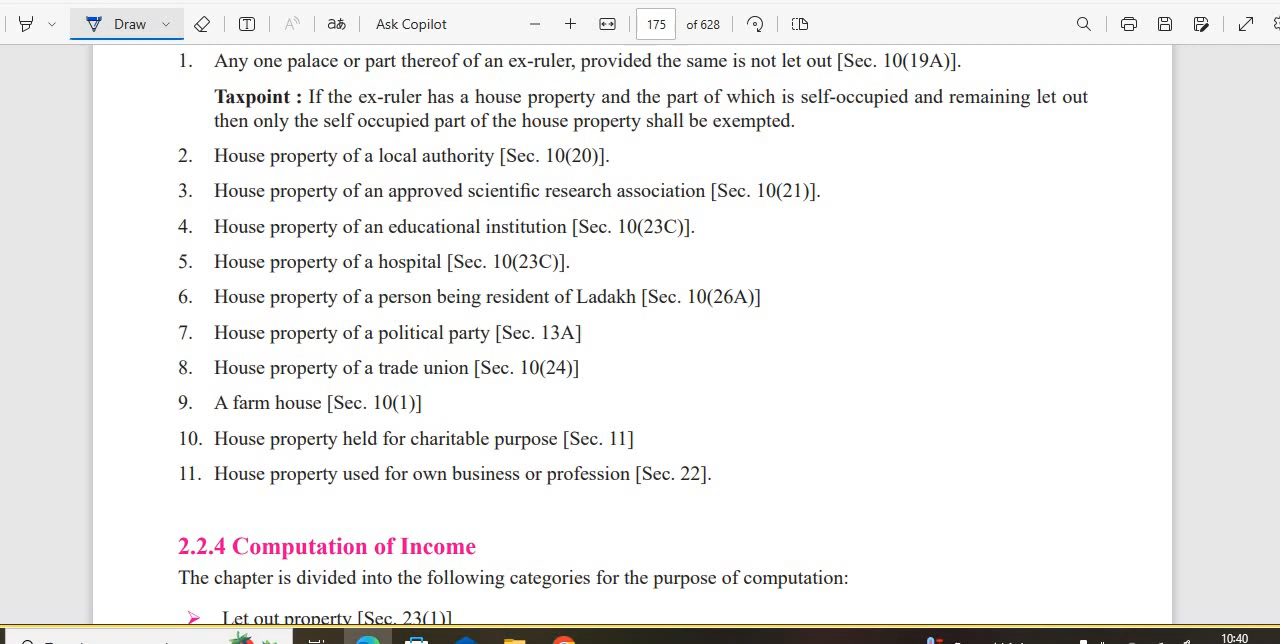 Draw
aあ
Ask Copilot
175
of 628
1. Any one palace or part thereof of an ex-ruler, provided the same is not let out [Sec. 10(19A)].
Taxpoint : If the ex-ruler has a house property and the part of which is self-occupied and remaining let out
then only the self occupied part of the house property shall be exempted.
2. House property of a local authority [Sec. 10(20)].
3. House property of an approved scientific research association [Sec. 10(21)].
4. House property of an educational institution [Sec. 10(23C)].
5. House property of a hospital [Sec. 10(23C)].
6. House property of a person being resident of Ladakh [Sec. 10(26A)]
7. House property of a political party [Sec. 13A]
8. House property of a trade union [Sec. 10(24)]
9. A farm house [Sec. 10(1)]
10. House property held for charitable purpose [Sec. 11]
11. House property used for own business or profession [Sec. 22].
2.2.4 Computation of Income
The chapter is divided into the following categories for the purpose of computation:
Let out property [Sec. 23(1)]
10:40